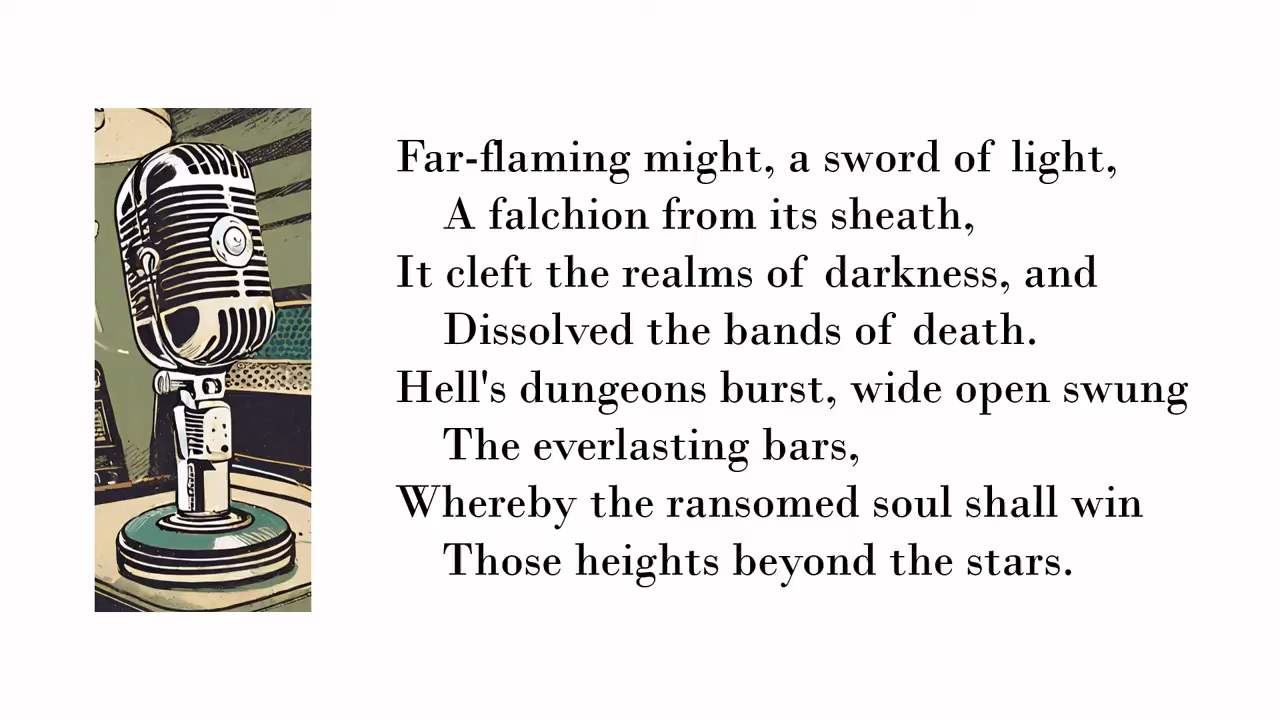 Far-flaming might, a sword of light,
A falchion from its sheath,
It cleft the realms of darkness, and
Dissolved the bands of death.
Hell's dungeons burst, wide open swung
The everlasting bars,
Whereby the ransomed soul shall win
Those heights beyond the stars.